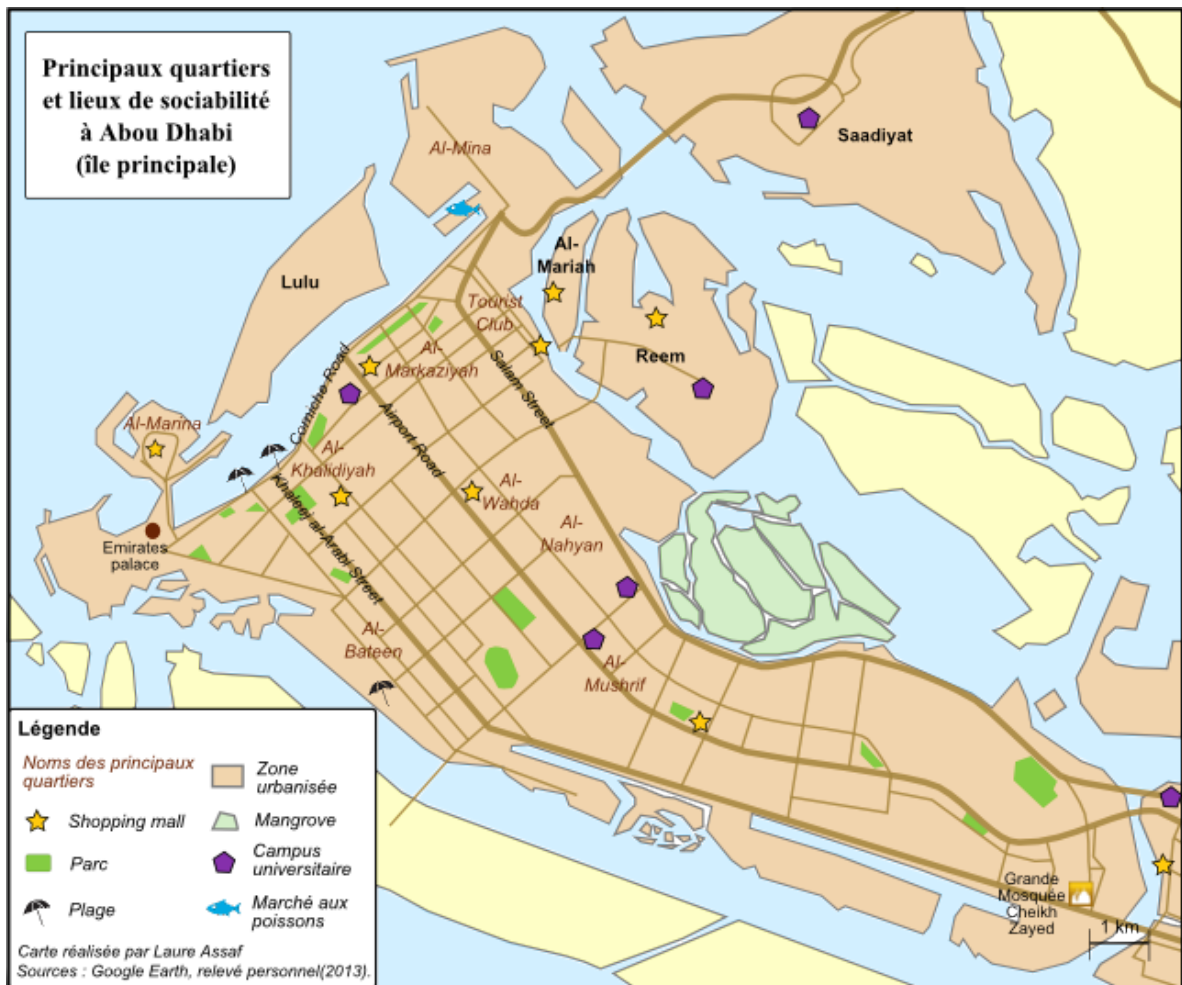 Principaux quartiers
et lieux de sociabilité
à Abou Dhabi
(île principale)
Al-Mina
Saadiyat
Lulu
Al-
Mariah
Tourist
Club
Reem
Al-
Markaziyah
Corniche Road
Salam Street
Airport Road
Al-Marina
Al-
Khalidiyah
Khaleej al-Arabi Street
Al-
Wahda
Al-
Nahyan
Emirates
palace
Al-
Bateen
Al-
Mushrif
Grande
Mosquée
Cheikh
Zayed
1 km
Légende
Noms des principaux
quartiers
Zone
urbanisée
Shopping mall
Mangrove
Parc
Campus
universitaire
Plage
Marché aux
poissons
Carte réalisée par Laure Assaf
Sources : Google Earth, relevé personnel(2013).